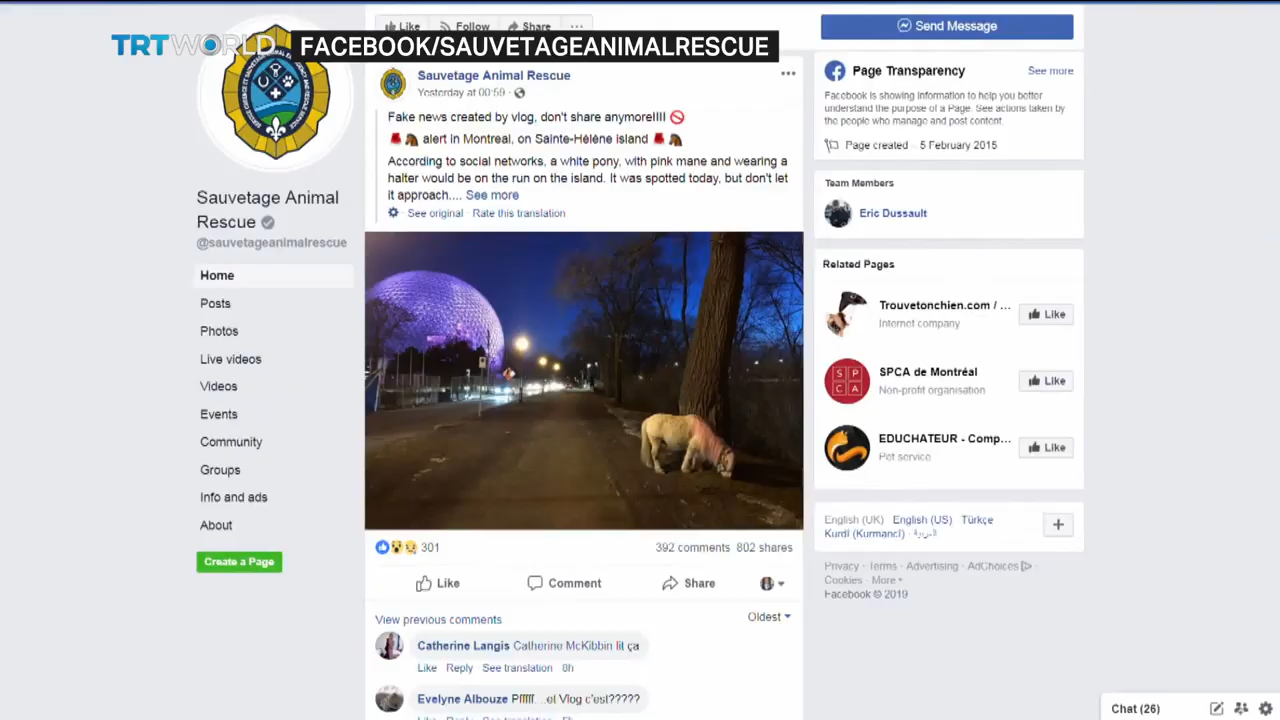 TRT WORLD
FACEBOOK/SAUVETAGEANIMALRESCUE
Like Follow Share ...
Send Message
Sauvetage Animal Rescue
Yesterday at 00:59
Fake news created by vlog, don't share anymore!!!!
alert in Montreal, on Sainte-Hélène island
According to social networks, a white pony, with pink mane and wearing a
halter would be on the run on the island. It was spotted today, but don't let
it approach.... See more
See original · Rate this translation
Page Transparency See more
Facebook is showing information to help you better
understand the purpose of a Page. See actions taken by
the people who manage and post content.
Page created - 5 February 2015
Team Members
Eric Dussault
Related Pages
Trouvetonchien.com / ...
Internet company
Like
SPCA de Montréal
Non-profit organisation
Like
EDUCHATEUR - Comp...
Pet service
Like
English (UK) · English (US) · Türkçe
Kurdî (Kurmancî) ·
Privacy · Terms · Advertising · AdChoices
Cookies · More
Facebook © 2019
Sauvetage Animal
Rescue
@sauvetageanimalrescue
Home
Posts
Photos
Live videos
Videos
Events
Community
Groups
Info and ads
About
Create a Page
301
392 comments 802 shares
Like Comment Share
View previous comments
Oldest
Catherine Langis Catherine McKibbin lit ça
Like · Reply · See translation · 8h
Evelyne Albouze Pfffff....et Vlog c'est?????
Chat (26)